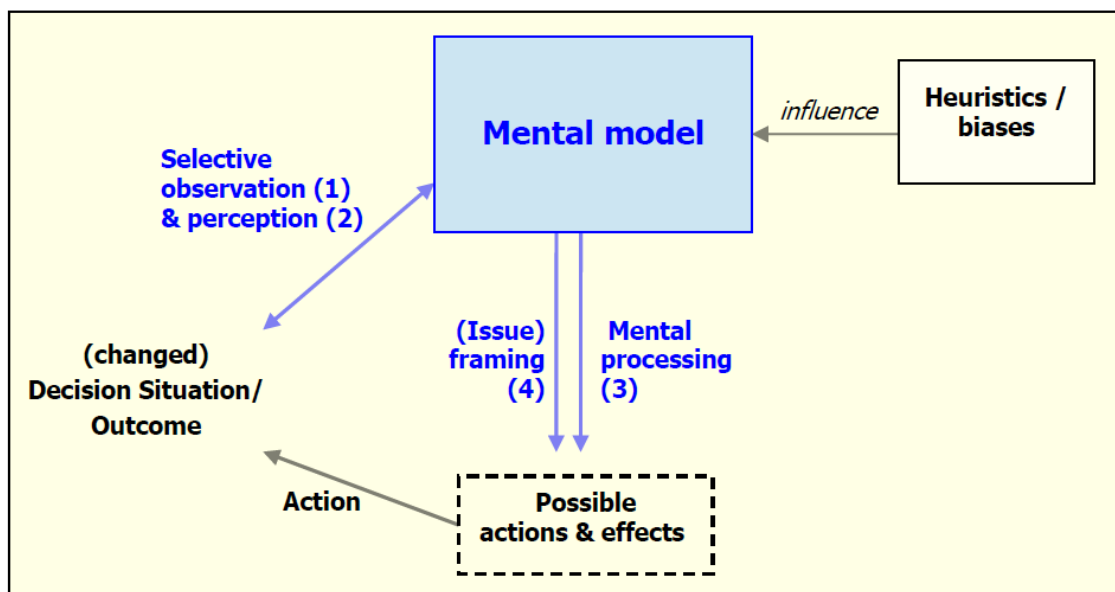 Mental model
influence
Heuristics /
biases
Selective
observation (1)
& perception (2)
(Issue)
framing
(4)
Mental
processing
(3)
(changed)
Decision Situation/
Outcome
Action
Possible
actions & effects